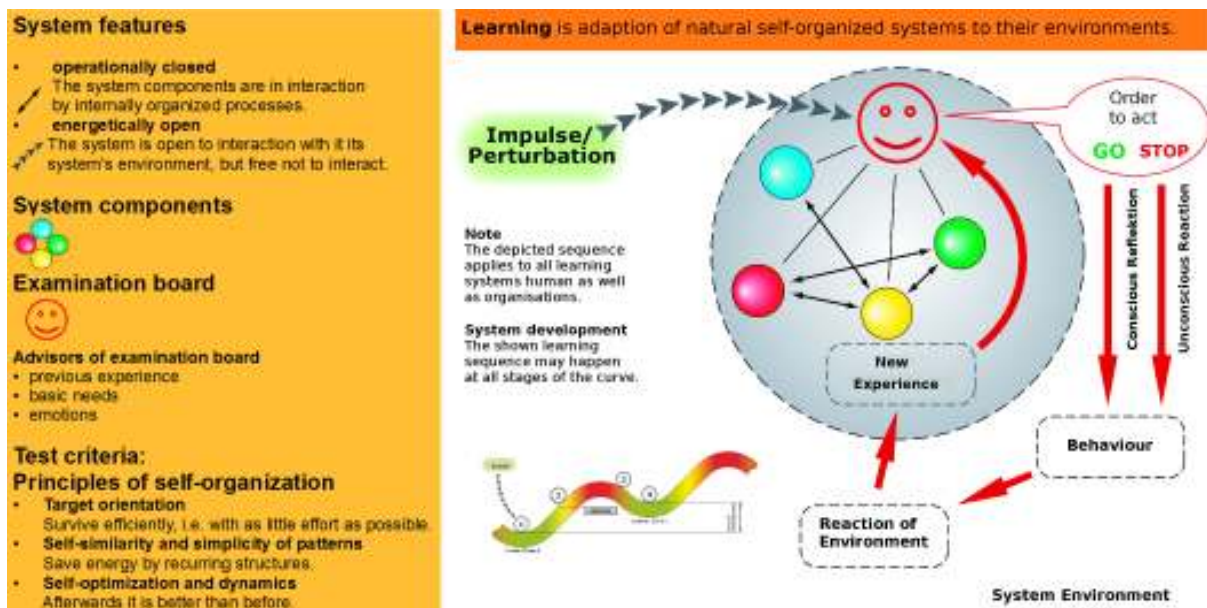 System features
• operationally closed
The system components are in interaction
by internally organized processes.
• energetically open
The system is open to interaction with it its
system's environment, but free not to interact.
System components
Examination board
Advisors of examination board
• previous experience
• basic needs
• emotions
Test criteria:
Principles of self-organization
• Target orientation
Survive efficiently, i.e. with as little effort as possible.
• Self-similarity and simplicity of patterns
Save energy by recurring structures.
• Self-optimization and dynamics
Afterwards it is better than before
Learning is adaption of natural self-organized systems to their environments.
Impulse/
Perturbation
Order
to act
GO STOP
Note
The depicted sequence
applies to all learning
systems human as well
as organisations.
System development
The shown learning
sequence may happen
at all stages of the curve.
New
Experience
Conscious Reflektion
Unconscious Reaction
Behaviour
Reaction of
Environment
System Environment